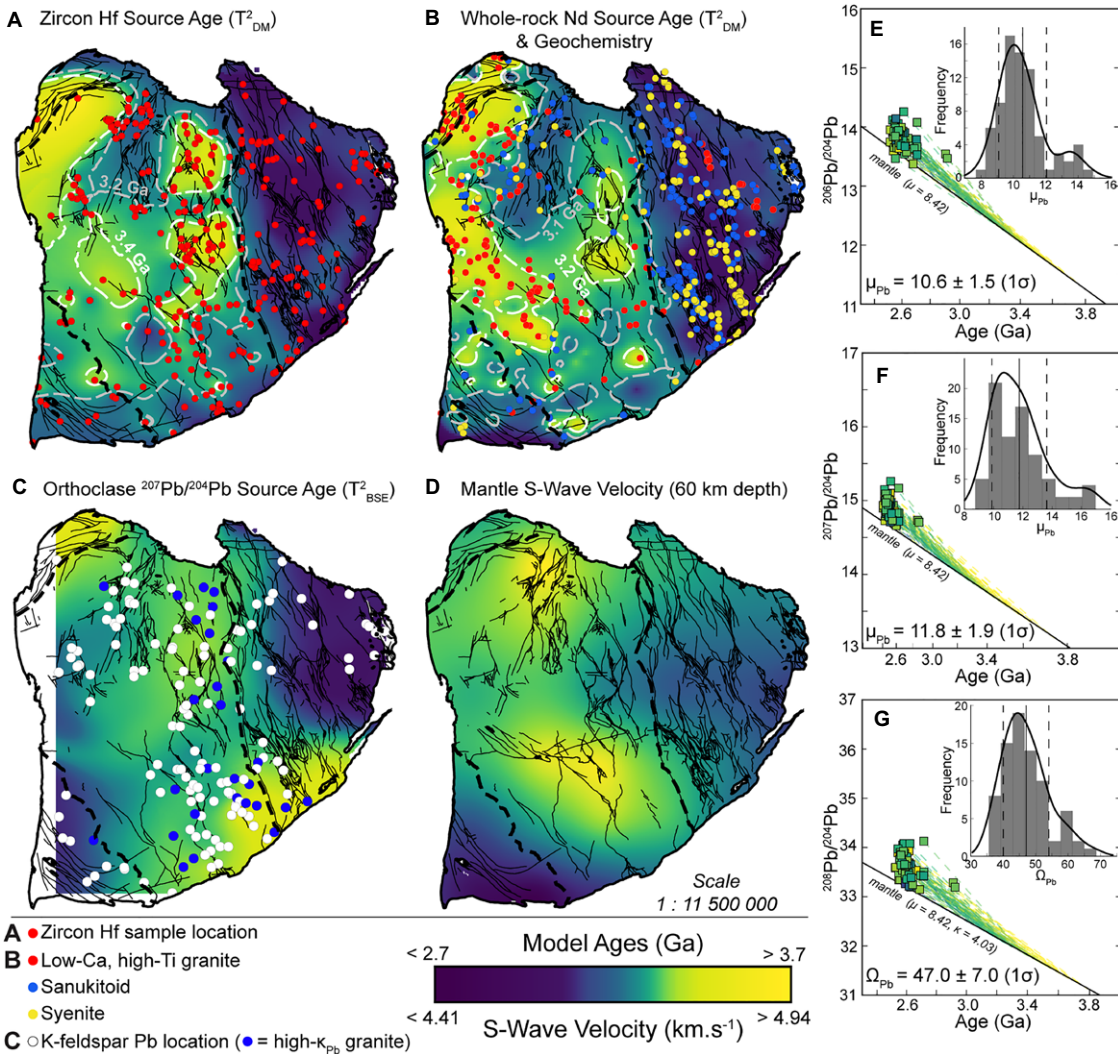 A Zircon Hf Source Age (T²DM)
3.2 Ga
3.4 Ga
B Whole-rock Nd Source Age (T²DM)
& Geochemistry
3.1 Ga
3.2 Ga
C Orthoclase ²⁰⁷Pb/²⁰⁴Pb Source Age (T²BSE)
D Mantle S-Wave Velocity (60 km depth)
Scale
1 : 11 500 000
A Zircon Hf sample location
B Low-Ca, high-Ti granite
Sanukitoid
Syenite
C K-feldspar Pb location ( = high-κPb granite)
Model Ages (Ga)
< 2.7 > 3.7
< 4.41 > 4.94
S-Wave Velocity (km.s⁻¹)
E
²⁰⁶Pb/²⁰⁴Pb
16
15
14
13
12
11
2.6 3.0 3.4 3.8
Age (Ga)
mantle (μ = 8.42)
μPb = 10.6 ± 1.5 (1σ)
Frequency
16
12
8
4
0
8 10 12 14 16
μPb
F
²⁰⁷Pb/²⁰⁴Pb
17
16
15
14
13
2.6 3.0 3.4 3.8
Age (Ga)
mantle (μ = 8.42)
μPb = 11.8 ± 1.9 (1σ)
Frequency
20
15
10
5
0
8 10 12 14 16
μPb
G
²⁰⁸Pb/²⁰⁴Pb
37
36
35
34
33
32
31
2.6 3.0 3.4 3.8
Age (Ga)
mantle (μ = 8.42, κ = 4.03)
ΩPb = 47.0 ± 7.0 (1σ)
Frequency
20
15
10
5
0
30 40 50 60 70
ΩPb